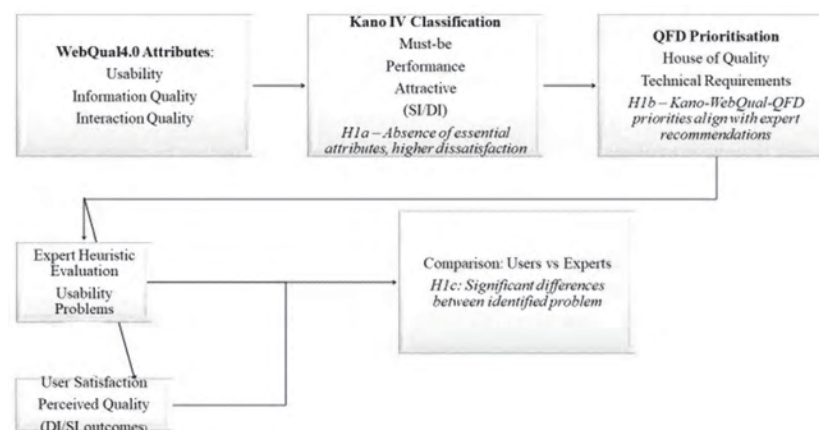 WebQual4.0 Attributes:
Usability
Information Quality
Interaction Quality
Kano IV Classification
Must-be
Performance
Attractive
(SI/DI)
H1a – Absence of essential
attributes, higher dissatisfaction
QFD Prioritisation
House of Quality
Technical Requirements
H1b – Kano-WebQual-QFD
priorities align with expert
recommendations
Expert Heuristic
Evaluation
Usability
Problems
Comparison: Users vs Experts
H1c: Significant differences
between identified problem
User Satisfaction
Perceived Quality
(DI/SI outcomes)